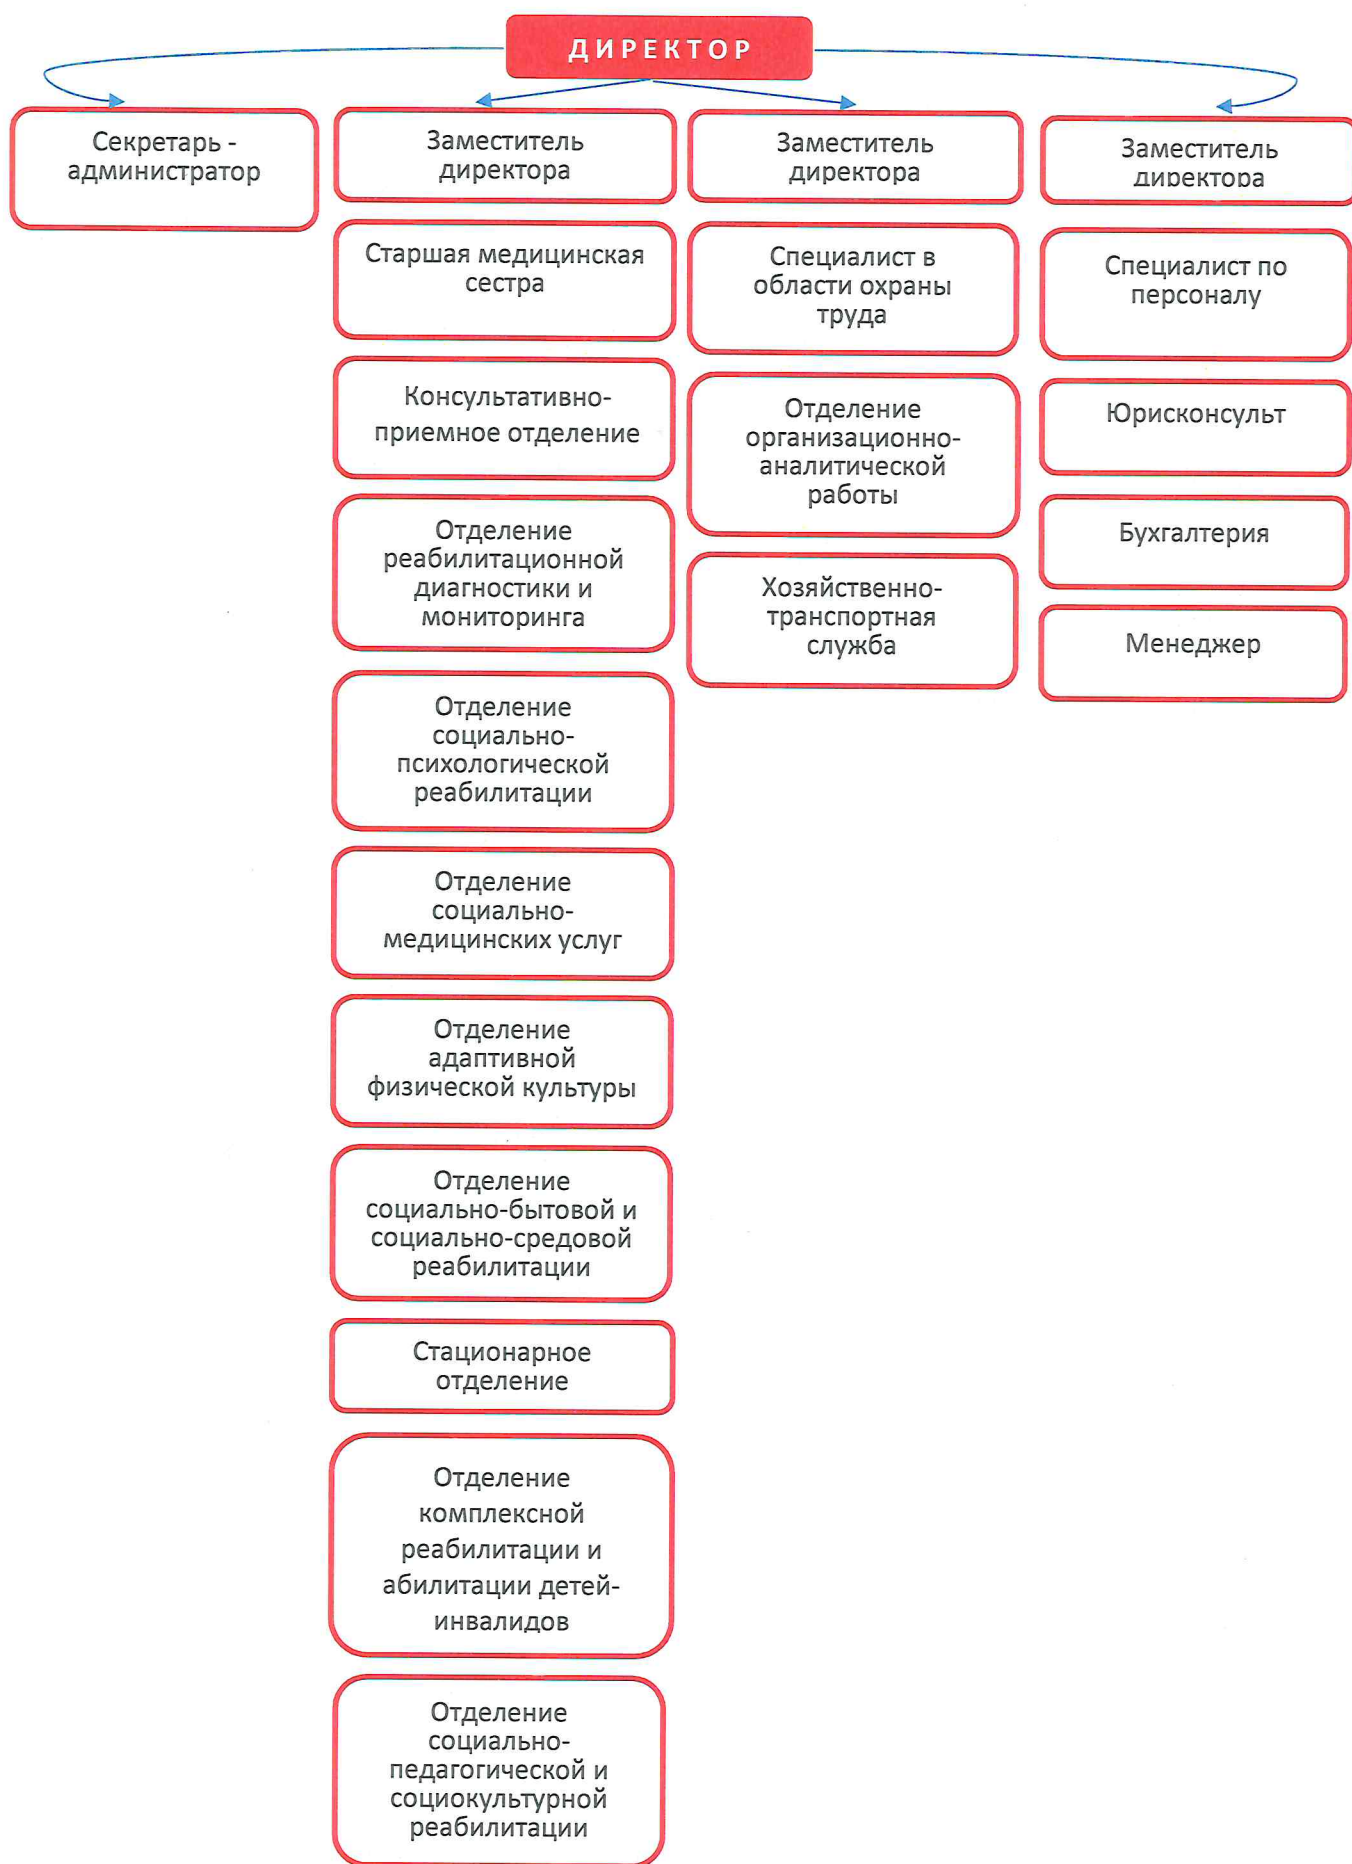 ДИРЕКТОР
Секретарь -
администратор
Заместитель
директора
Старшая медицинская
сестра
Консультативно-
приемное отделение
Отделение
реабилитационной
диагностики и
мониторинга
Отделение
социально-
психологической
реабилитации
Отделение
социально-
медицинских услуг
Отделение
адаптивной
физической культуры
Отделение
социально-бытовой и
социально-средовой
реабилитации
Стационарное
отделение
Отделение
комплексной
реабилитации и
абилитации детей-
инвалидов
Отделение
социально-
педагогической и
социокультурной
реабилитации
Заместитель
директора
Специалист в
области охраны
труда
Отделение
организационно-
аналитической
работы
Хозяйственно-
транспортная
служба
Заместитель
директора
Специалист по
персоналу
Юрисконсульт
Бухгалтерия
Менеджер